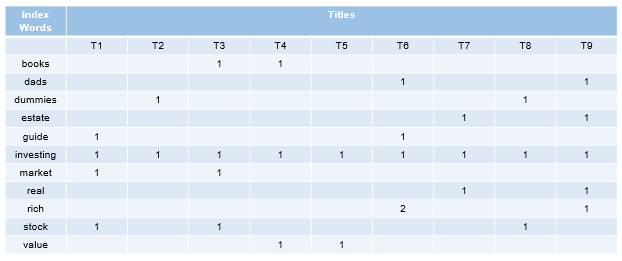 Index Words Titles
T1 T2 T3 T4 T5 T6 T7 T8 T9
books 1 1
dads 1 1
dummies 1 1
estate 1 1
guide 1 1
investing 1 1 1 1 1 1 1 1 1
market 1 1
real 1 1
rich 2 1
stock 1 1 1
value 1 1